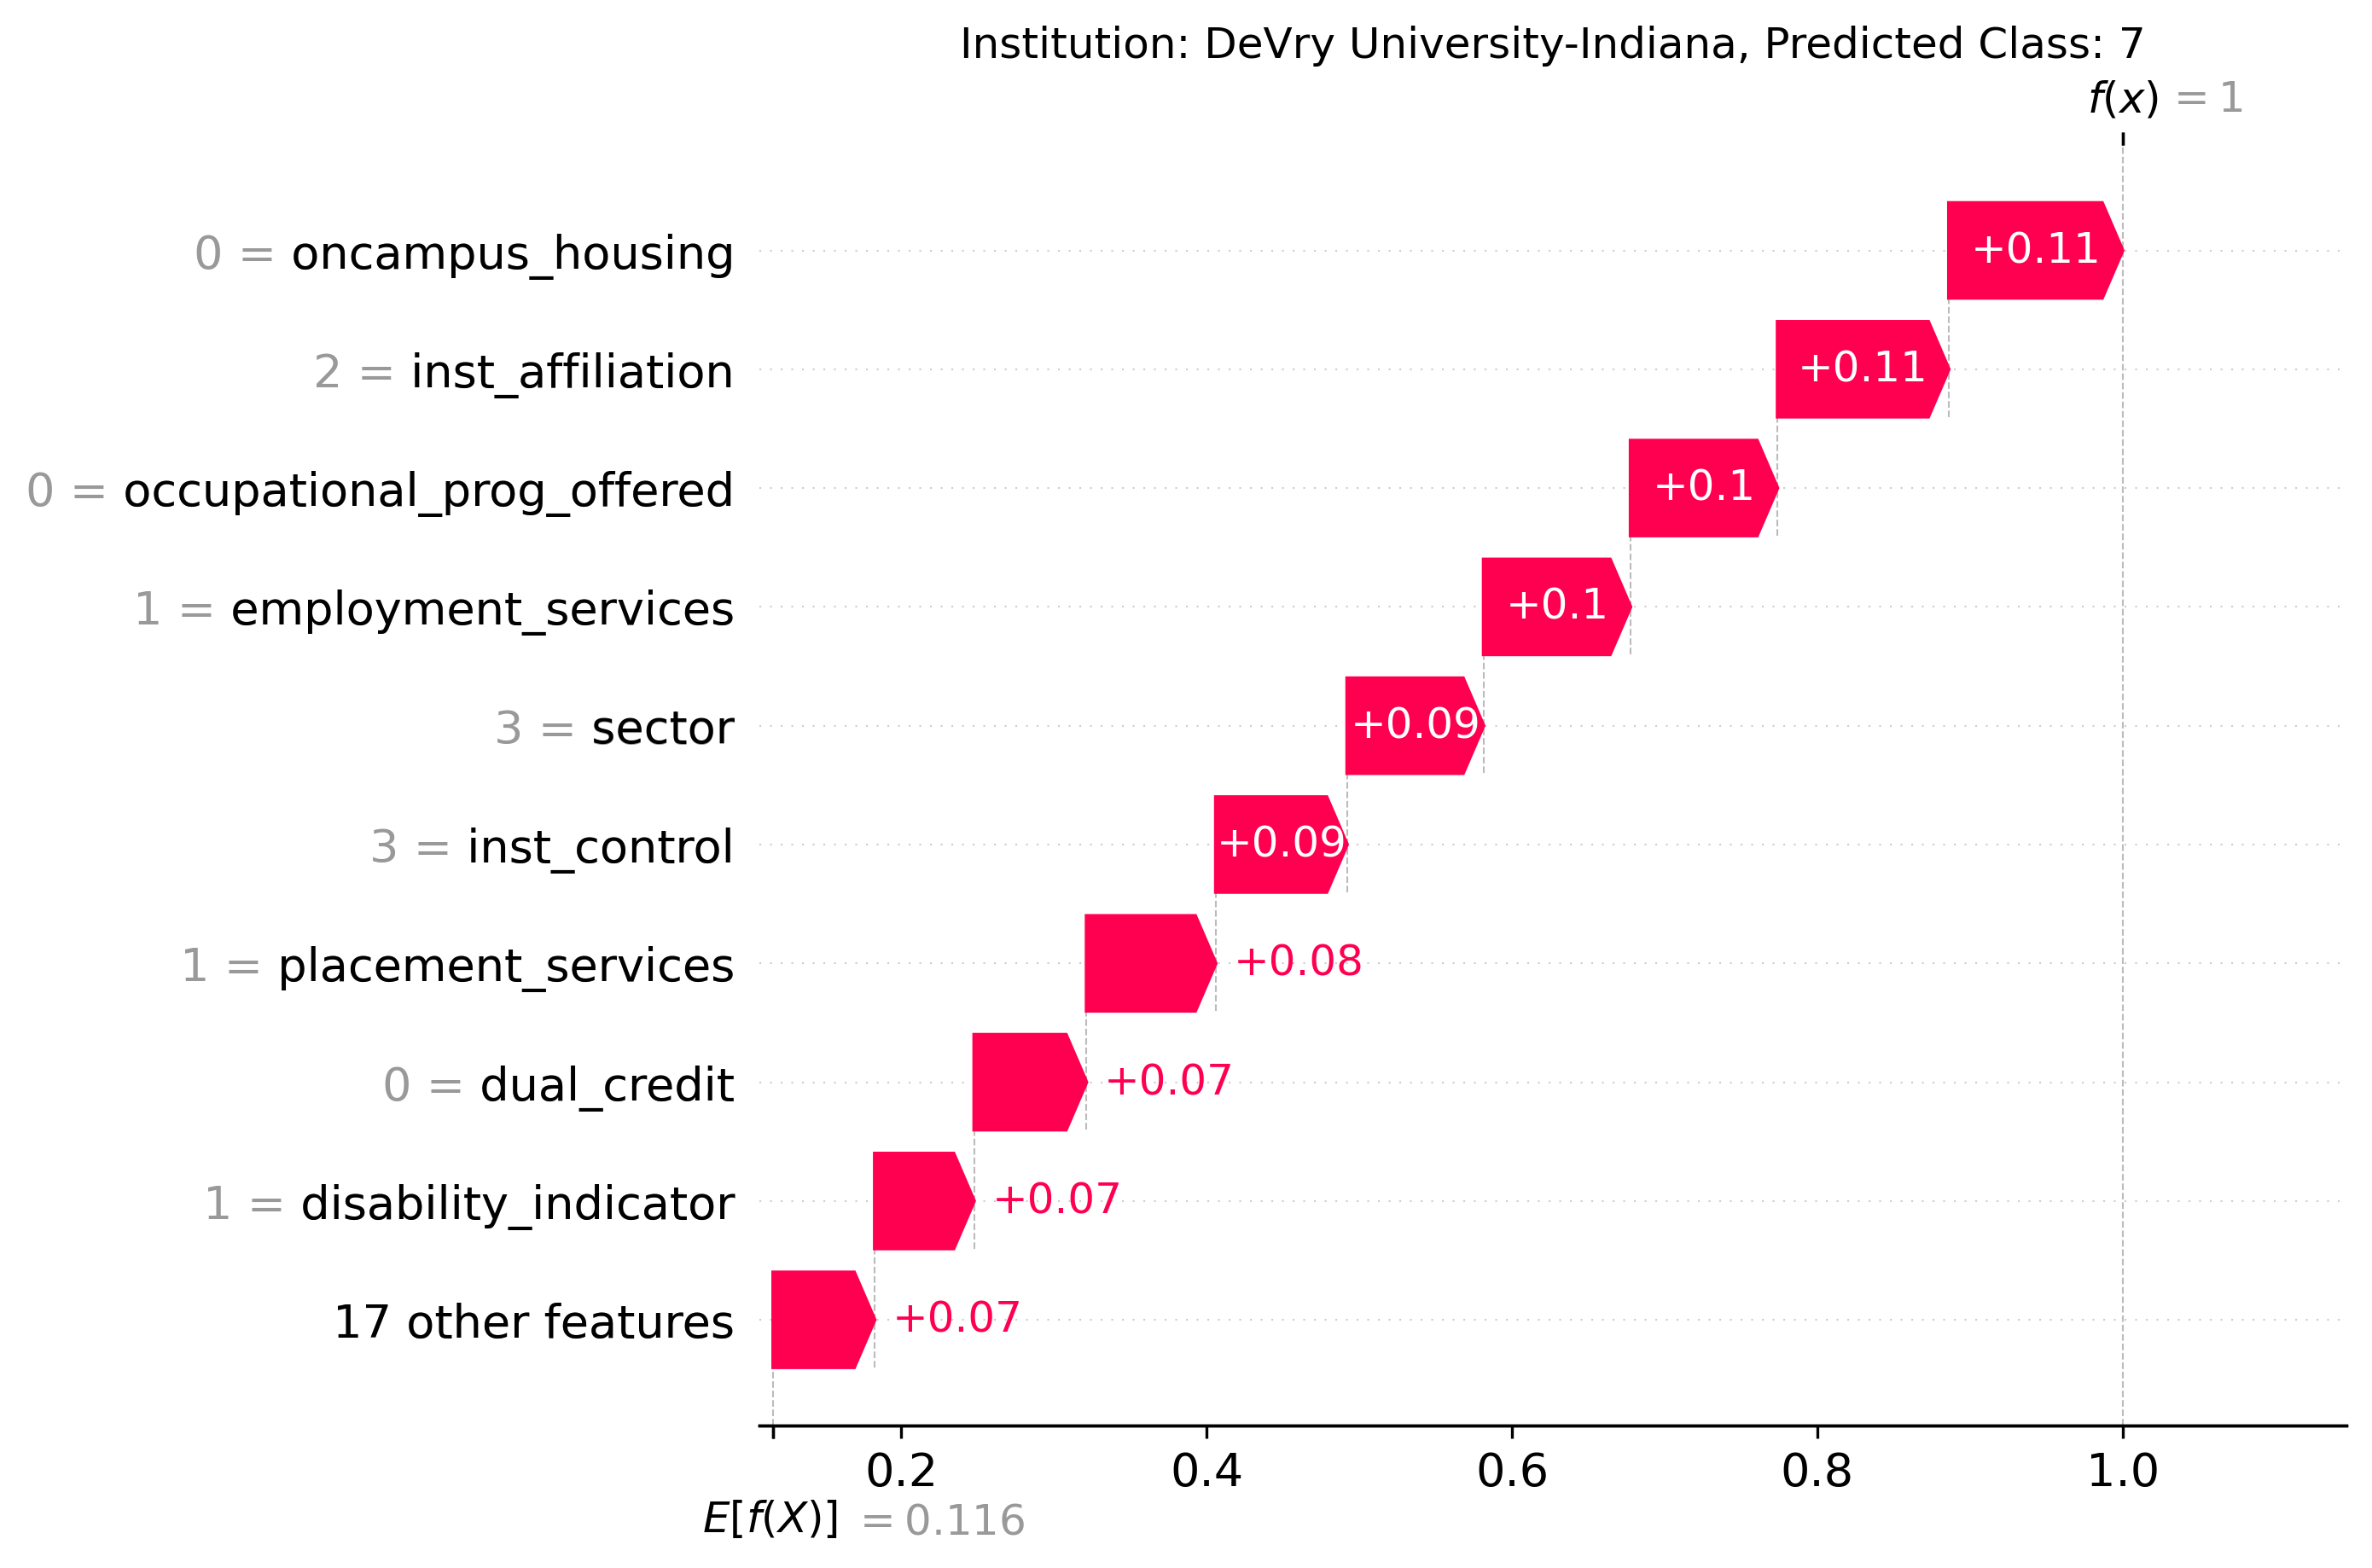 Institution: DeVry University-Indiana, Predicted Class: 7
f(x) = 1
0 = oncampus_housing +0.11
2 = inst_affiliation +0.11
0 = occupational_prog_offered +0.1
1 = employment_services +0.1
3 = sector +0.09
3 = inst_control +0.09
1 = placement_services +0.08
0 = dual_credit +0.07
1 = disability_indicator +0.07
17 other features +0.07
0.2 0.4 0.6 0.8 1.0
E[f(X)] = 0.116